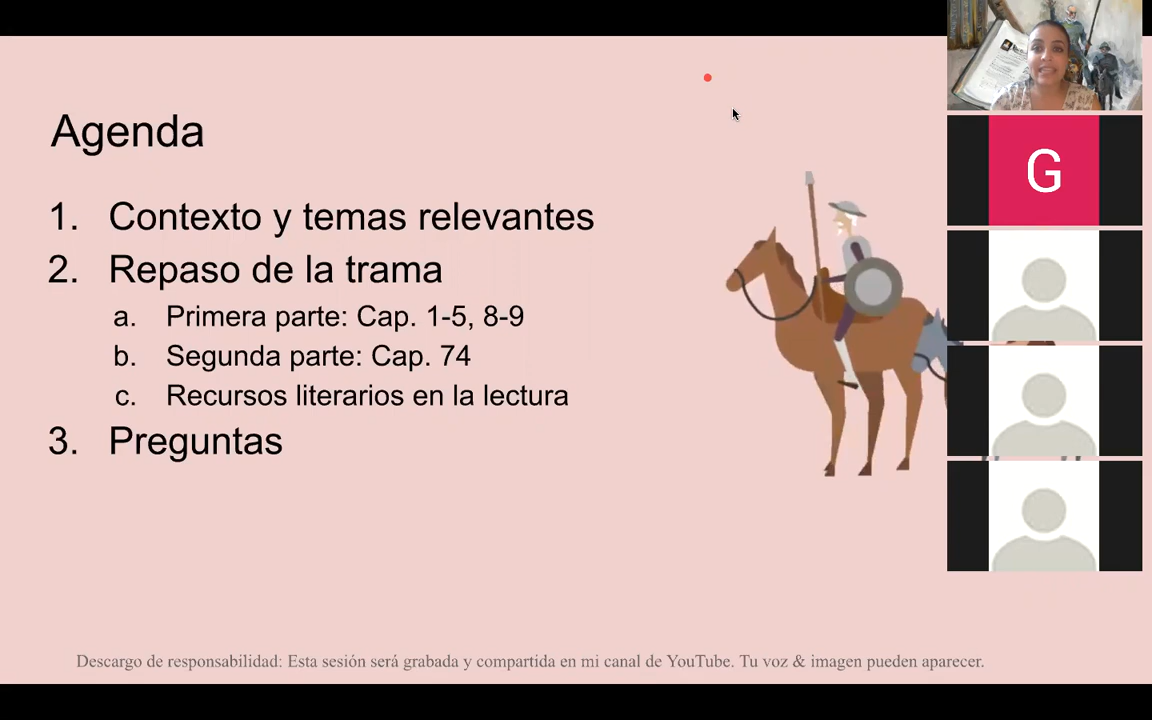 Agenda
1. Contexto y temas relevantes
2. Repaso de la trama
a. Primera parte: Cap. 1-5, 8-9
b. Segunda parte: Cap. 74
c. Recursos literarios en la lectura
3. Preguntas
Descargo de responsabilidad: Esta sesión será grabada y compartida en mi canal de YouTube. Tu voz & imagen pueden aparecer.
G